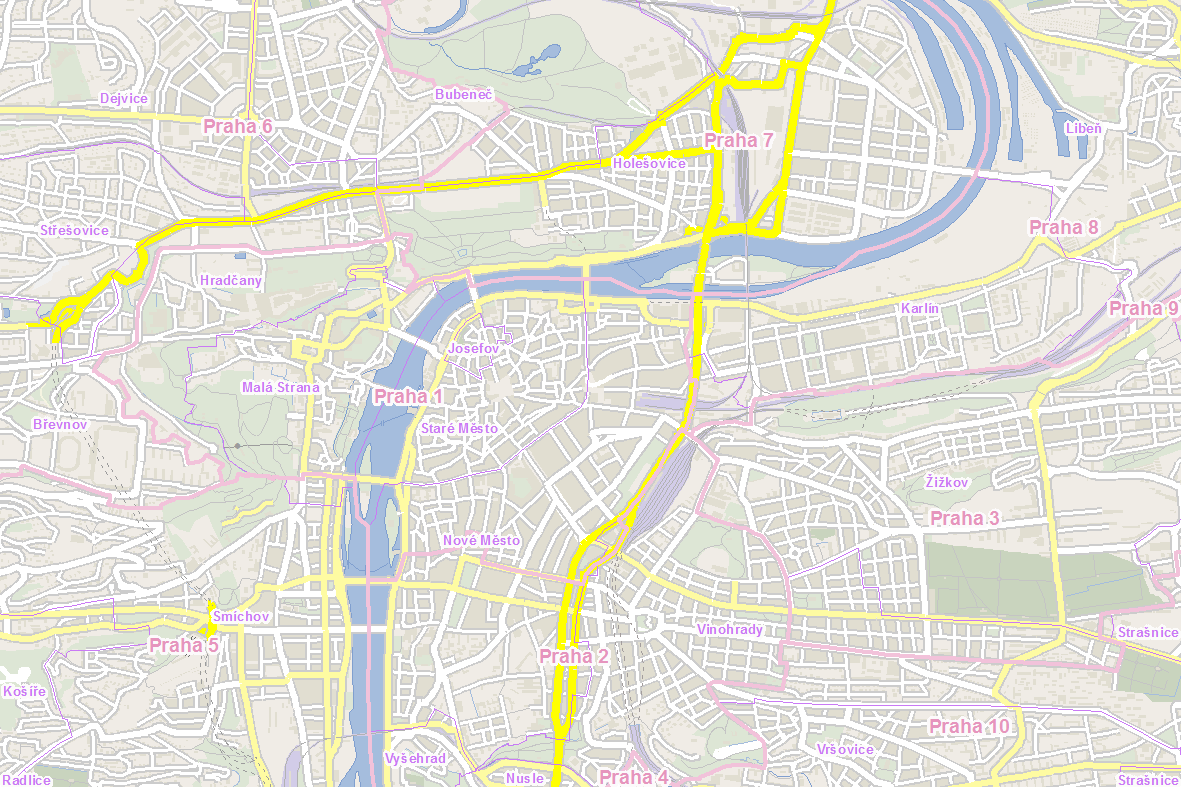 Dejvice
Bubeneč
Praha 6
Libeň
Praha 7
Holešovice
Střešovice
Praha 8
Hradčany
Karlín
Praha 9
Josefov
Malá Strana
Praha 1
Břevnov
Staré Město
Žižkov
Praha 3
Nové Město
Smíchov
Vinohrady
Strašnice
Praha 5
Praha 2
Košíře
Praha 10
Vršovice
Vyšehrad
Radlice
Nusle
Praha 4
Strašnice